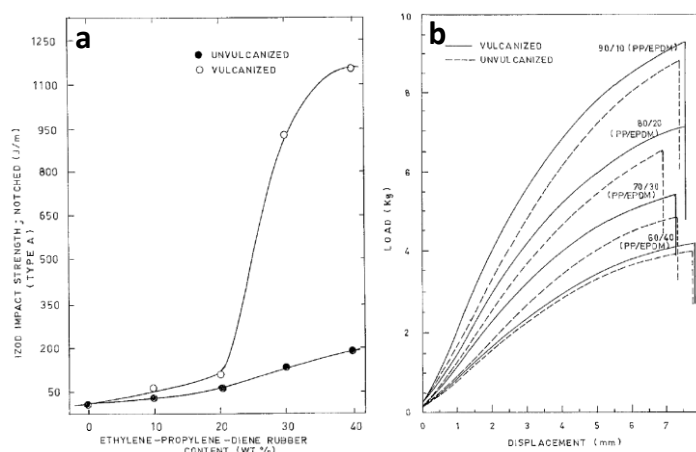 a
UNVULCANIZED
VULCANIZED
1250
1100
950
800
650
500
350
200
50
IZOD IMPACT STRENGTH; NOTCHED (J/m)
(TYPE A)
0 10 20 30 40
ETHYLENE-PROPYLENE-DIENE RUBBER
CONTENT (WT.%)
b
VULCANIZED
UNVULCANIZED
90/10 (PP/EPDM)
80/20
(PP/EPDM)
70/30
(PP/EPDM)
60/40
(PP/EPDM)
10
8
6
4
2
0
LOAD (Kg)
0 1 2 3 4 5 6 7
DISPLACEMENT (mm)